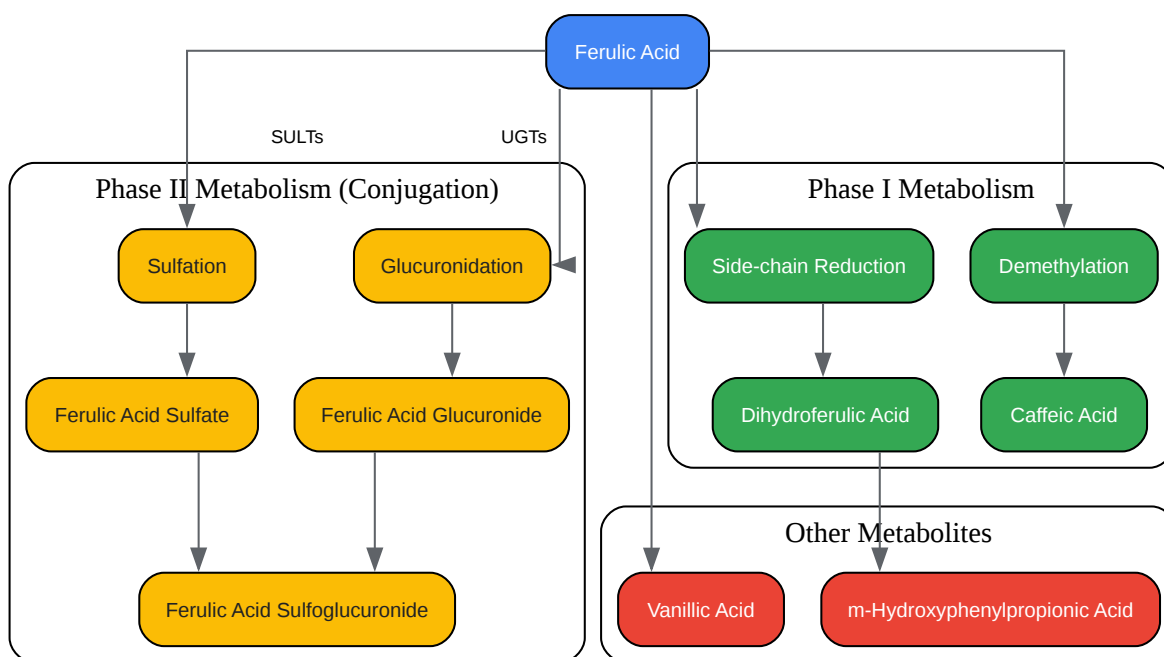 Ferulic Acid
SULTs
UGTs
Phase II Metabolism (Conjugation)
Phase I Metabolism
Sulfation
Glucuronidation
Side-chain Reduction
Demethylation
Ferulic Acid Sulfate
Ferulic Acid Glucuronide
Dihydroferulic Acid
Caffeic Acid
Other Metabolites
Ferulic Acid Sulfoglucuronide
Vanillic Acid
m-Hydroxyphenylpropionic Acid